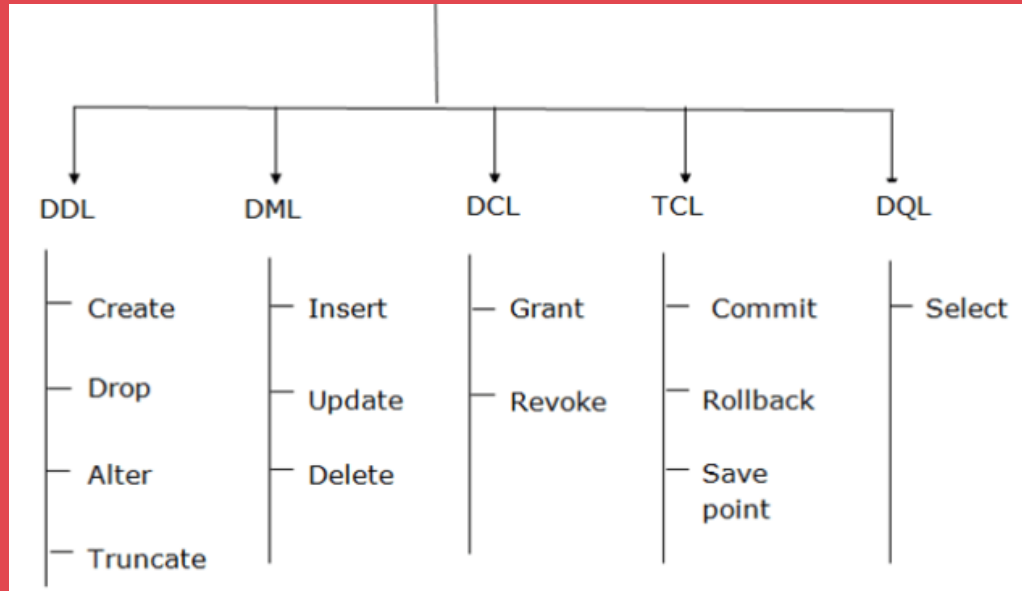 DDL
DML
DCL
TCL
DQL
Create
Drop
Alter
Truncate
Insert
Update
Delete
Grant
Revoke
Commit
Rollback
Save
point
Select